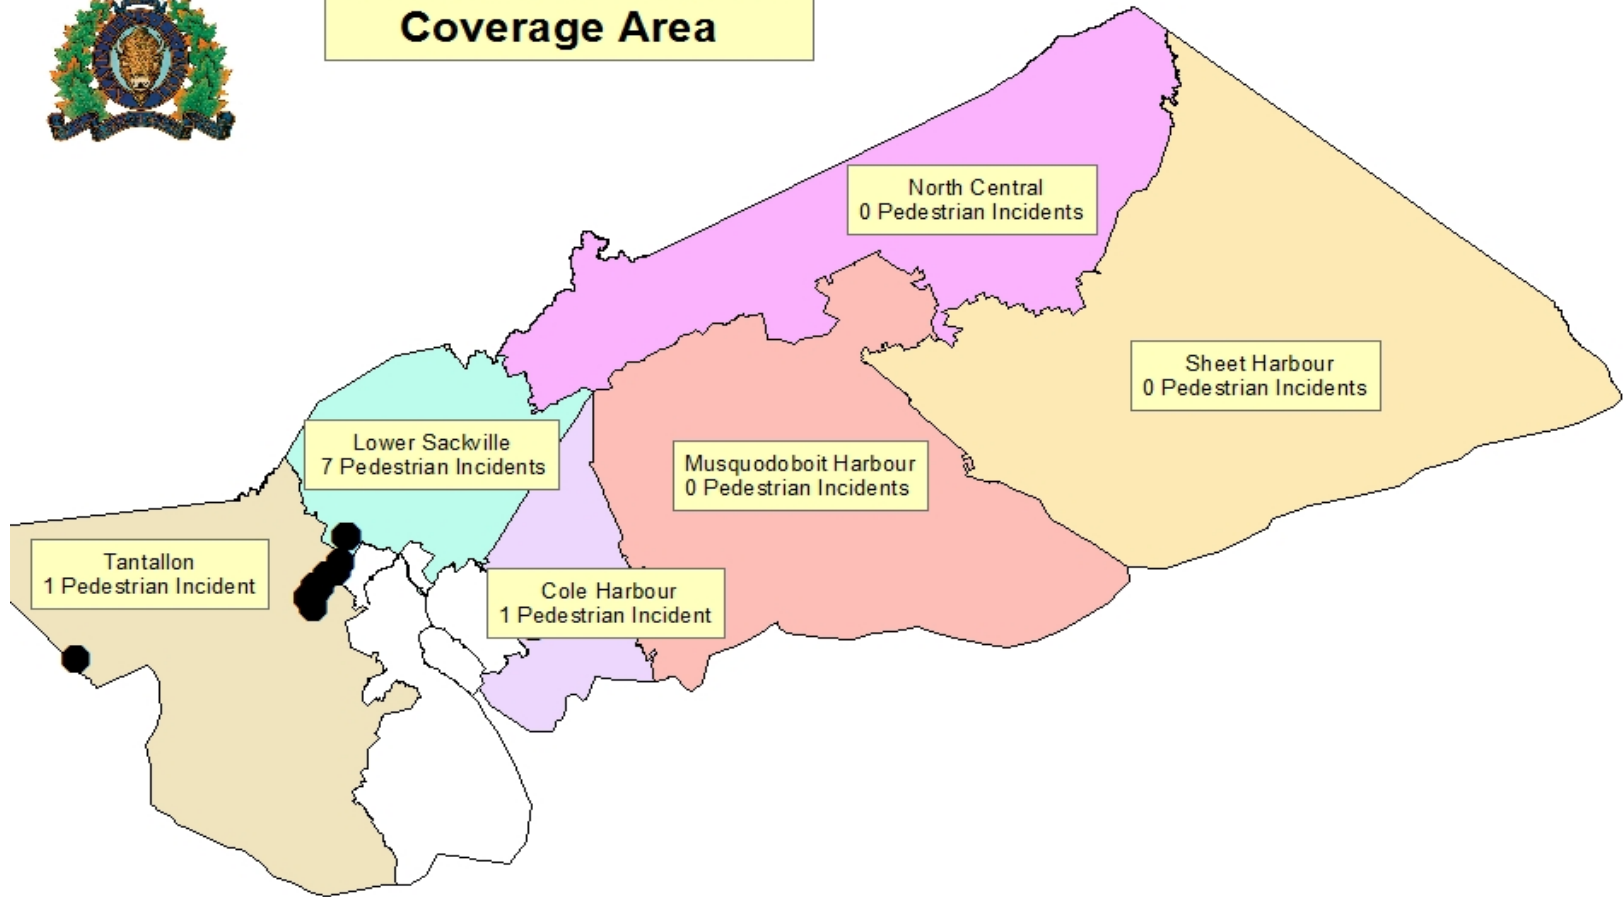 Coverage Area
North Central
0 Pedestrian Incidents
Sheet Harbour
0 Pedestrian Incidents
Lower Sackville
7 Pedestrian Incidents
Musquodoboit Harbour
0 Pedestrian Incidents
Tantallon
1 Pedestrian Incident
Cole Harbour
1 Pedestrian Incident